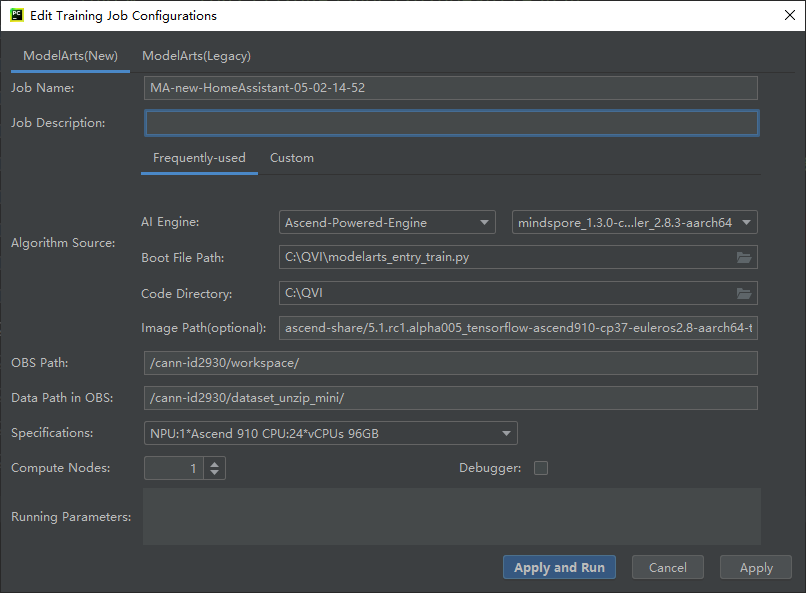 PC Edit Training Job Configurations
ModelArts(New) ModelArts(Legacy)
Job Name: MA-new-HomeAssistant-05-02-14-52
Job Description:
Frequently-used Custom
Algorithm Source:
AI Engine: Ascend-Powered-Engine mindspore_1.3.0-c...ler_2.8.3-aarch64
Boot File Path: C:\QVI\modelarts_entry_train.py
Code Directory: C:\QVI
Image Path(optional): ascend-share/5.1.rc1.alpha005_tensorflow-ascend910-cp37-euleros2.8-aarch64-t
OBS Path: /cann-id2930/workspace/
Data Path in OBS: /cann-id2930/dataset_unzip_mini/
Specifications: NPU:1*Ascend 910 CPU:24*vCPUs 96GB
Compute Nodes: 1 Debugger:
Running Parameters:
Apply and Run Cancel Apply